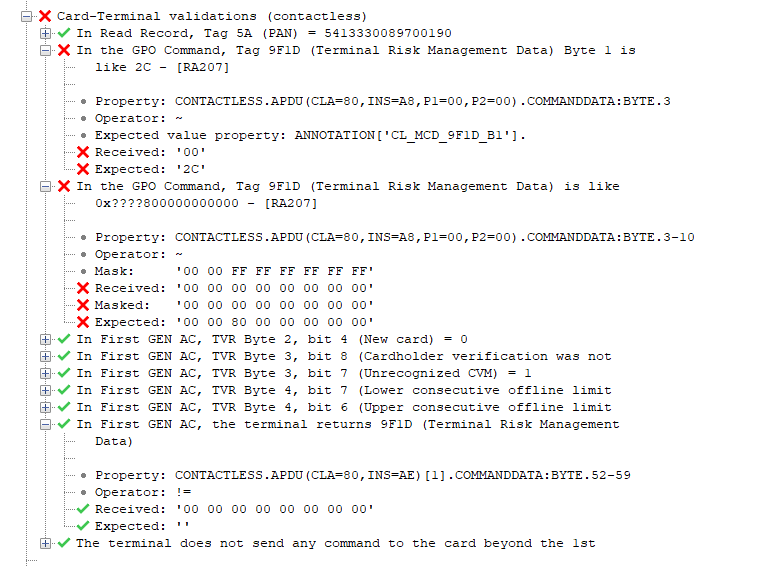 Card-Terminal validations (contactless)
In Read Record, Tag 5A (PAN) = 5413330089700190
In the GPO Command, Tag 9F1D (Terminal Risk Management Data) Byte 1 is
like 2C - [RA207]
Property: CONTACTLESS.APDU(CLA=80,INS=A8,P1=00,P2=00).COMMANDDATA:BYTE.3
Operator: ~
Expected value property: ANNOTATION['CL_MCD_9F1D_B1'].
Received: '00'
Expected: '2C'
In the GPO Command, Tag 9F1D (Terminal Risk Management Data) is like
0x????800000000000 - [RA207]
Property: CONTACTLESS.APDU(CLA=80,INS=A8,P1=00,P2=00).COMMANDDATA:BYTE.3-10
Operator: ~
Mask: '00 00 FF FF FF FF FF FF'
Received: '00 00 00 00 00 00 00 00'
Masked: '00 00 00 00 00 00 00 00'
Expected: '00 00 80 00 00 00 00 00'
In First GEN AC, TVR Byte 2, bit 4 (New card) = 0
In First GEN AC, TVR Byte 3, bit 8 (Cardholder verification was not
In First GEN AC, TVR Byte 3, bit 7 (Unrecognized CVM) = 1
In First GEN AC, TVR Byte 4, bit 7 (Lower consecutive offline limit
In First GEN AC, TVR Byte 4, bit 6 (Upper consecutive offline limit
In First GEN AC, the terminal returns 9F1D (Terminal Risk Management
Data)
Property: CONTACTLESS.APDU(CLA=80,INS=AE)[1].COMMANDDATA:BYTE.52-59
Operator: !=
Received: '00 00 00 00 00 00 00 00'
Expected: ''
The terminal does not send any command to the card beyond the 1st